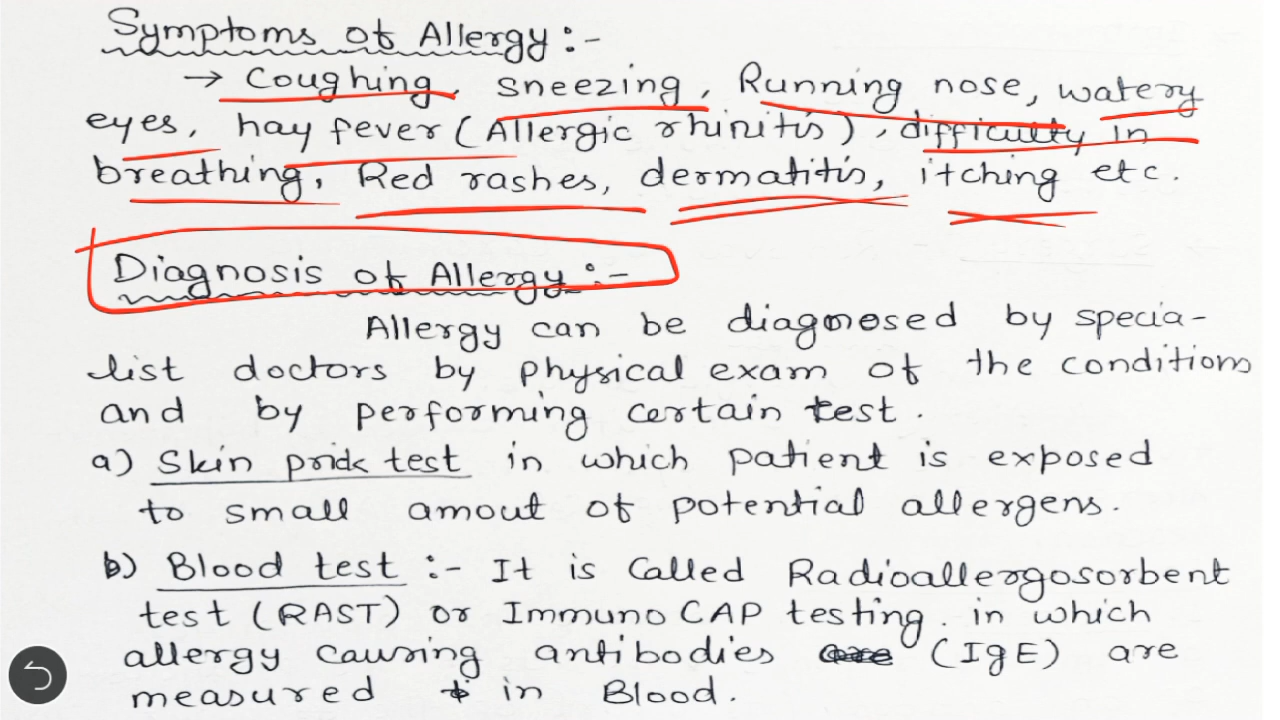 Symptoms of Allergy :-
→ Coughing, sneezing, Running nose, watery
eyes, hay fever (Allergic rhinitis), difficulty in
breathing, Red rashes, dermatitis, itching etc.
Diagnosis of Allergy :-
Allergy can be diagnosed by specia-
list doctors by physical exam of the conditions
and by performing certain test.
a) Skin prick test in which patient is exposed
to small amout of potential allergens.
b) Blood test :- It is Called Radioallergosorbent
test (RAST) or Immuno CAP testing. in which
allergy causing antibodies (IgE) are
measured in Blood.